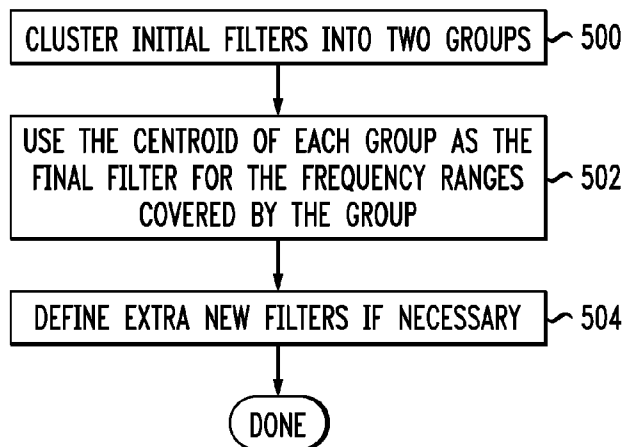 CLUSTER INITIAL FILTERS INTO TWO GROUPS 500
USE THE CENTROID OF EACH GROUP AS THE
FINAL FILTER FOR THE FREQUENCY RANGES 502
COVERED BY THE GROUP
DEFINE EXTRA NEW FILTERS IF NECESSARY 504
DONE